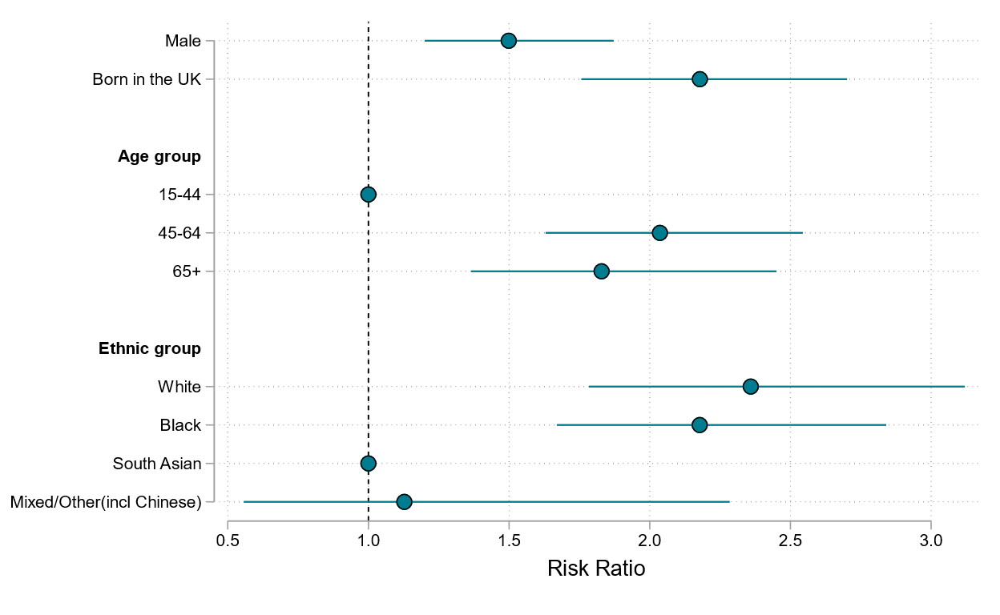 Male
Born in the UK
Age group
15-44
45-64
65+
Ethnic group
White
Black
South Asian
Mixed/Other(incl Chinese)
0.5 1.0 1.5 2.0 2.5 3.0
Risk Ratio